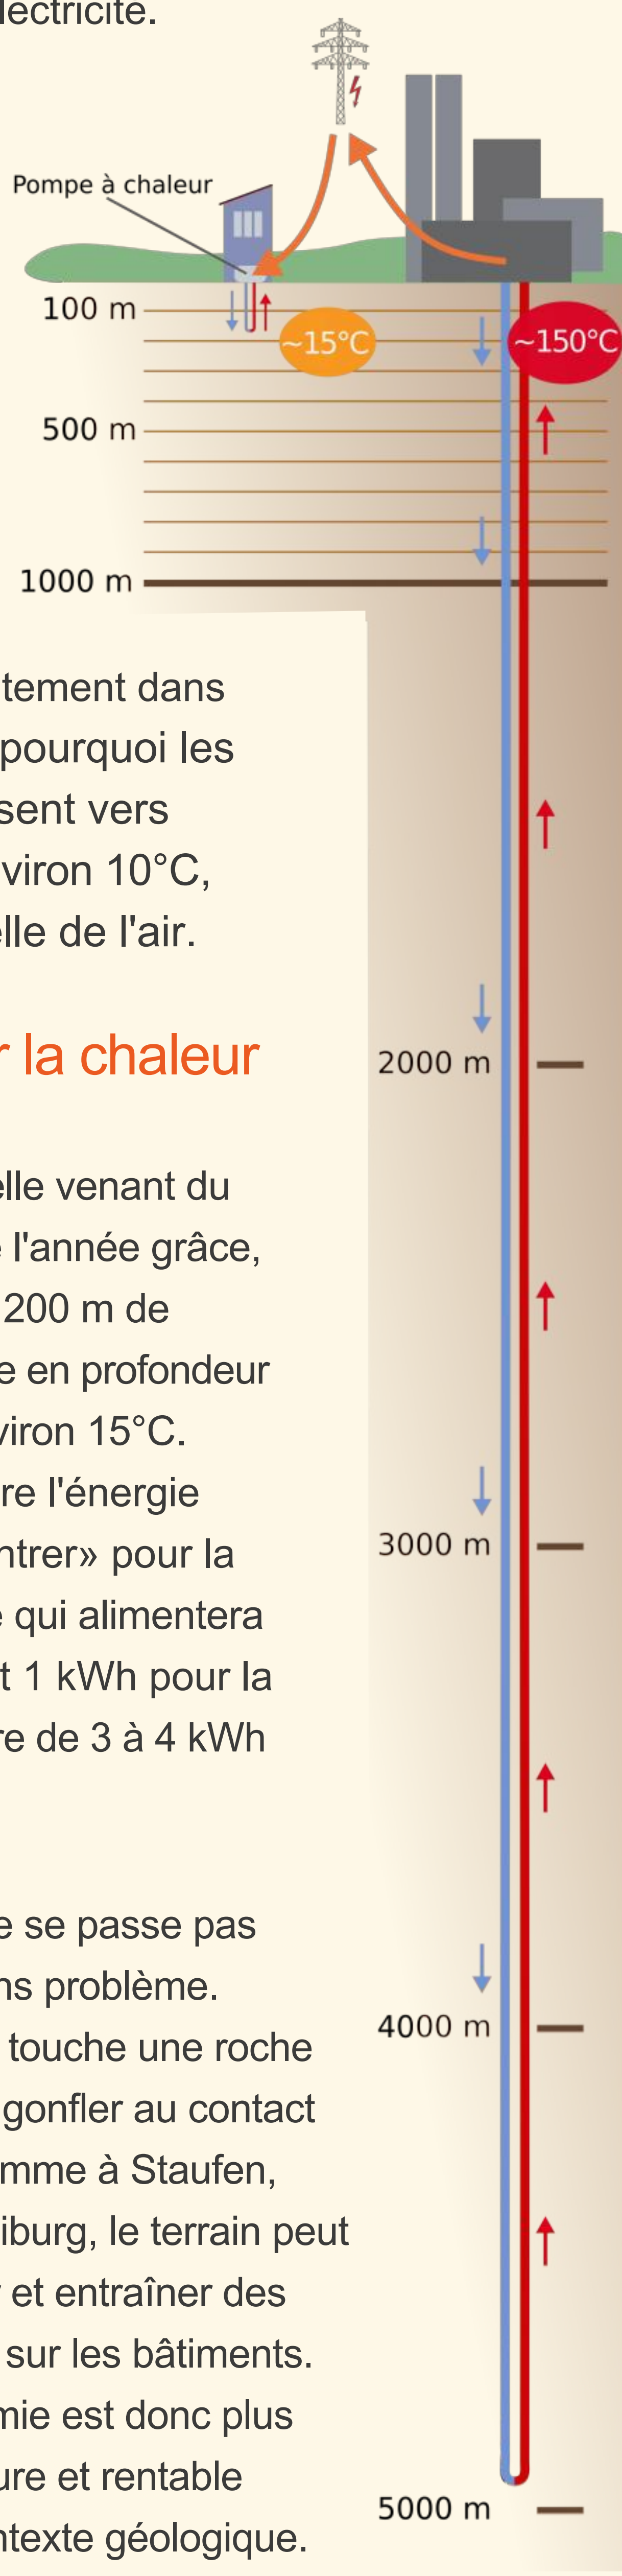 lectricité.
Pompe à chaleur
100 m
~15°C
~150°C
500 m
1000 m
tement dans
pourquoi les
sent vers
viron 10°C,
lle de l'air.
r la chaleur
elle venant du
e l'année grâce,
200 m de
e en profondeur
viron 15°C.
re l'énergie
ntrer» pour la
e qui alimentera
t 1 kWh pour la
re de 3 à 4 kWh
e se passe pas
ns problème.
touche une roche
gonfler au contact
mme à Staufen,
iburg, le terrain peut
r et entraîner des
sur les bâtiments.
mie est donc plus
ure et rentable
ntexte géologique.
2000 m
3000 m
4000 m
5000 m